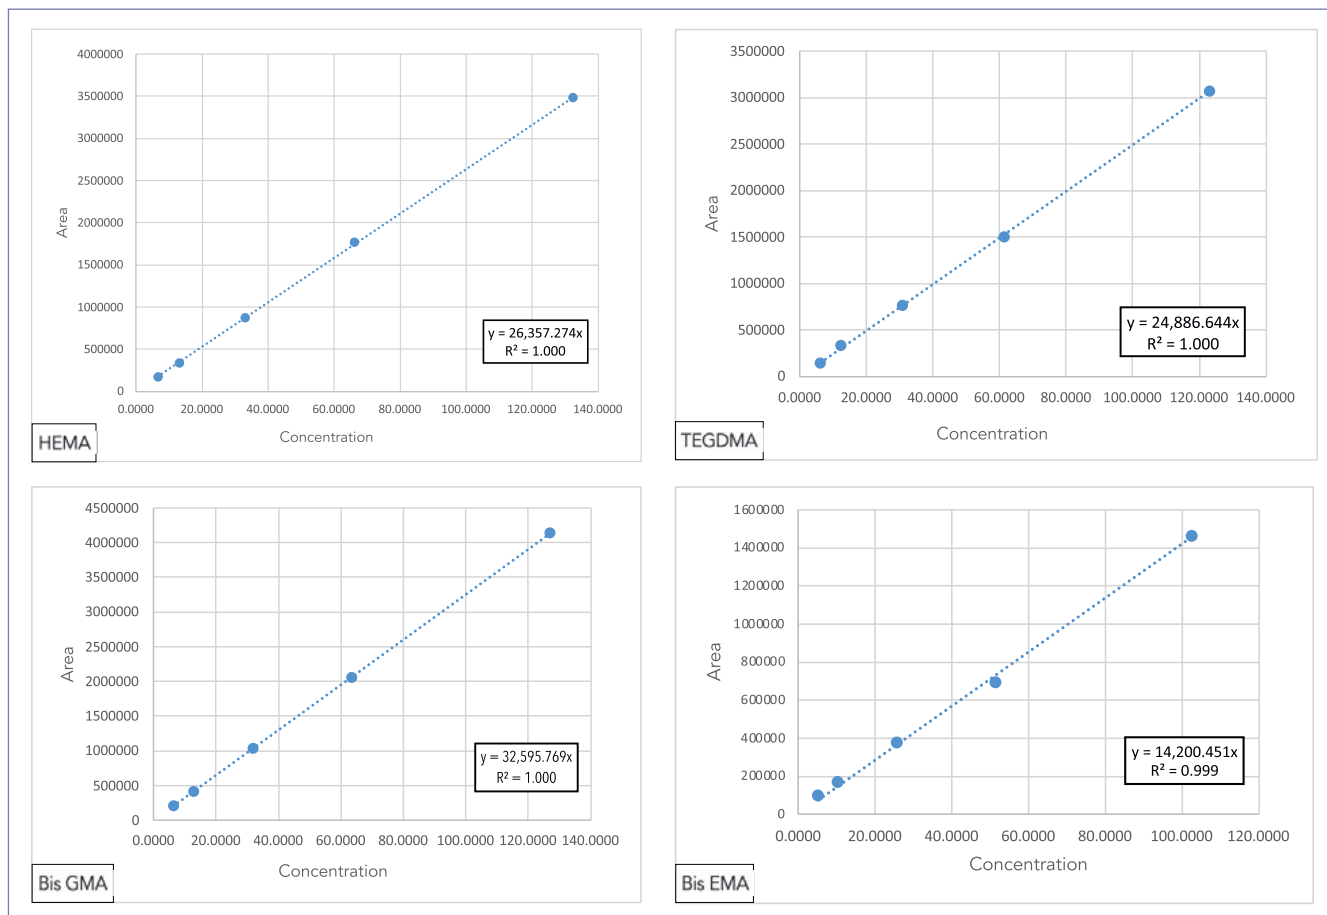 4000000
3500000
3000000
2500000
2000000
1500000
1000000
500000
0
Area
0.0000 20.0000 40.0000 60.0000 80.0000 100.0000 120.0000 140.0000
Concentration
y = 26,357.274x
R² = 1.000
HEMA
3500000
3000000
2500000
2000000
1500000
1000000
500000
0
Area
0.0000 20.0000 40.0000 60.0000 80.0000 100.0000 120.0000 140.0000
Concentration
y = 24,886.644x
R² = 1.000
TEGDMA
4500000
4000000
3500000
3000000
2500000
2000000
1500000
1000000
500000
0
Area
0.0000 20.0000 40.0000 60.0000 80.0000 100.0000 120.0000 140.0000
Concentration
y = 32,595.769x
R² = 1.000
Bis GMA
1600000
1400000
1200000
1000000
800000
600000
400000
200000
0
Area
0.0000 20.0000 40.0000 60.0000 80.0000 100.0000 120.0000
Concentration
y = 14,200.451x
R² = 0.999
Bis EMA